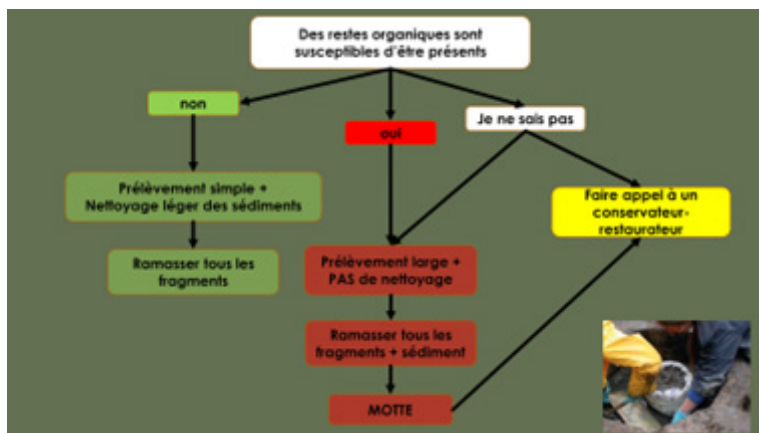 Des restes organiques sont
susceptibles d'être présents
non
oui
Je ne sais pas
Prélèvement simple +
Nettoyage léger des sédiments
Faire appel à un
conservateur-
restaurateur
Ramasser tous les
fragments
Prélèvement large +
PAS de nettoyage
Ramasser tous les
fragments + sédiment
MOTTE